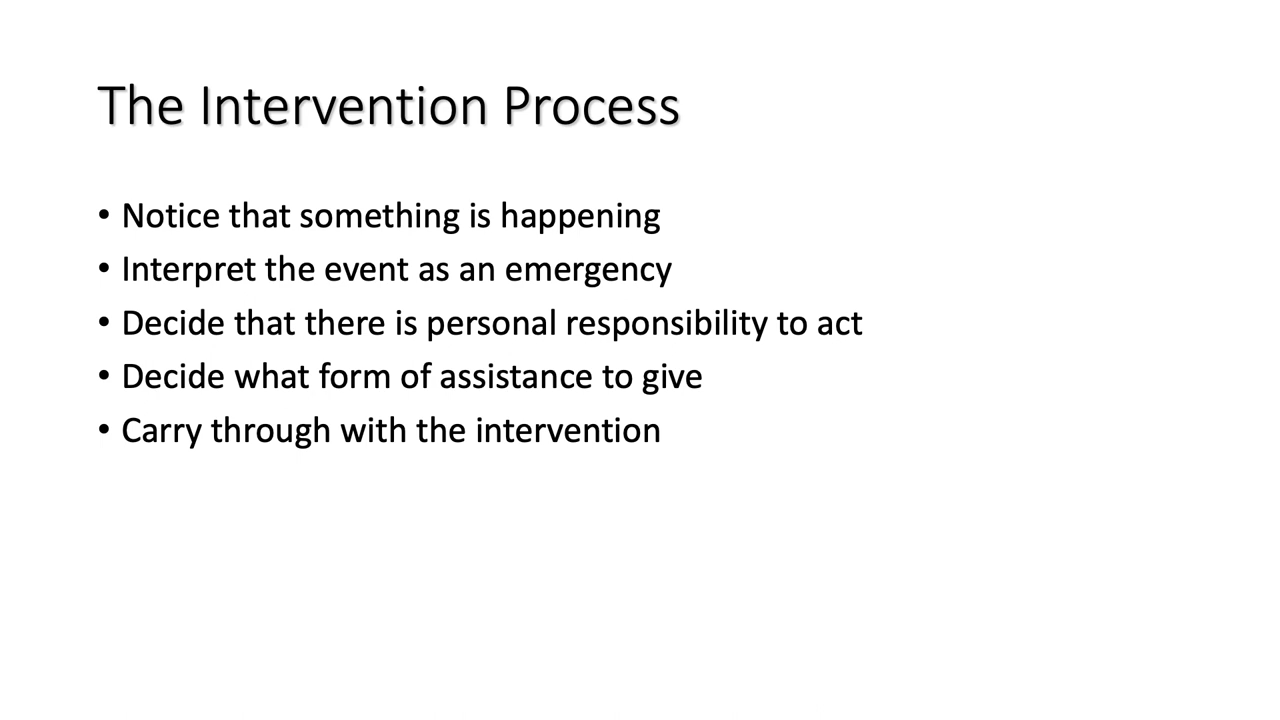 The Intervention Process
• Notice that something is happening
• Interpret the event as an emergency
• Decide that there is personal responsibility to act
• Decide what form of assistance to give
• Carry through with the intervention